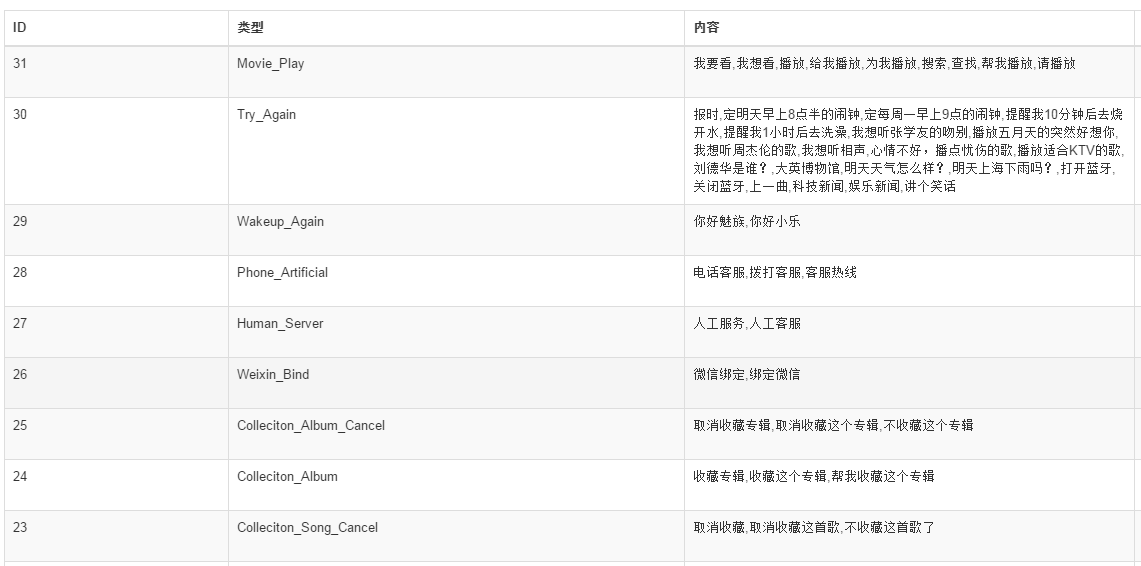 ID 类型 内容
31 Movie_Play 我要看,我想看,播放,给我播放,为我播放,搜索,查找,帮我播放,请播放
30 Try_Again 报时,定明天早上8点半的闹钟,定每周一早上9点的闹钟,提醒我10分钟后去烧
开水,提醒我1小时后去洗澡,我想听张学友的吻别,播放五月天的突然好想你,
我想听周杰伦的歌,我想听相声,心情不好，播点忧伤的歌,播放适合KTV的歌,
刘德华是谁？,大英博物馆,明天天气怎么样？,明天上海下雨吗？,打开蓝牙,
关闭蓝牙,上一曲,科技新闻,娱乐新闻,讲个笑话
29 Wakeup_Again 你好魅族,你好小乐
28 Phone_Artificial 电话客服,拨打客服,客服热线
27 Human_Server 人工服务,人工客服
26 Weixin_Bind 微信绑定,绑定微信
25 Colleciton_Album_Cancel 取消收藏专辑,取消收藏这个专辑,不收藏这个专辑
24 Colleciton_Album 收藏专辑,收藏这个专辑,帮我收藏这个专辑
23 Colleciton_Song_Cancel 取消收藏,取消收藏这首歌,不收藏这首歌了